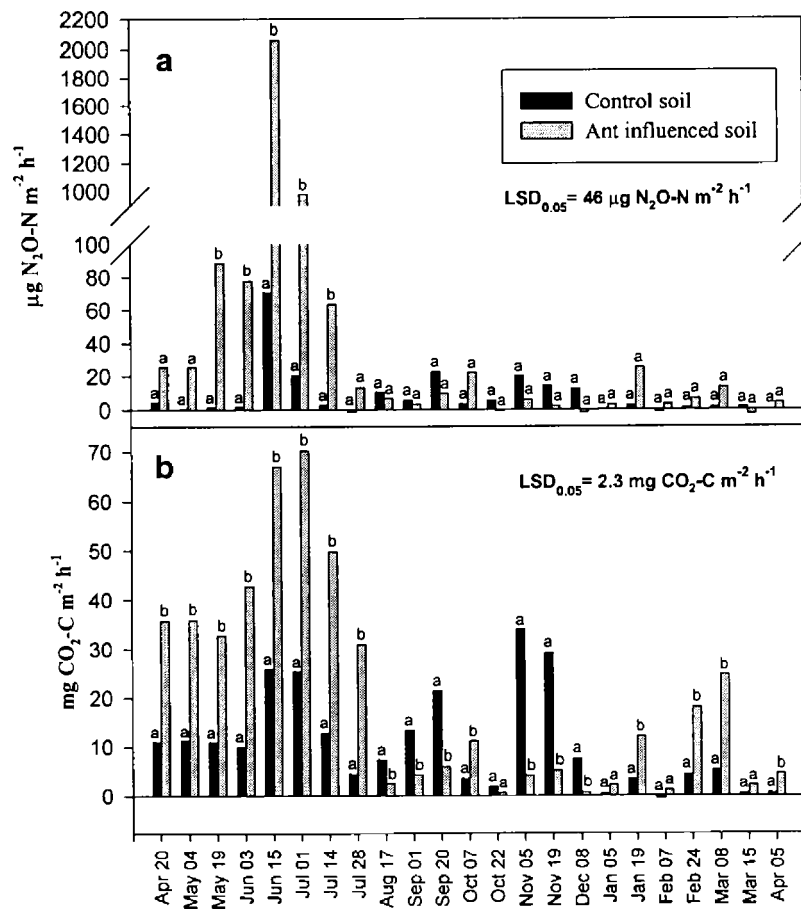 a
Control soil
Ant influenced soil
LSD0.05= 46 µg N2O-N m-2 h-1
µg N2O-N m-2 h-1
2200
2000
1800
1600
1400
1200
1000
100
80
60
40
20
0
a a a a a b a b a b a b a b a a a a a a a a a a a a a a a a a a a a a a a a a a a a a a a a
b
LSD0.05= 2.3 mg CO2-C m-2 h-1
mg CO2-C m-2 h-1
70
60
50
40
30
20
10
0
a b a b a b a b a b a b a b a b a b a b a b a b a a a b a b a b a a a b a a a b a b a a a b
Apr 20
May 04
May 19
Jun 03
Jun 15
Jul 01
Jul 14
Jul 28
Aug 17
Sep 01
Sep 20
Oct 07
Oct 22
Nov 05
Nov 19
Dec 08
Jan 05
Jan 19
Feb 07
Feb 24
Mar 08
Mar 15
Apr 05